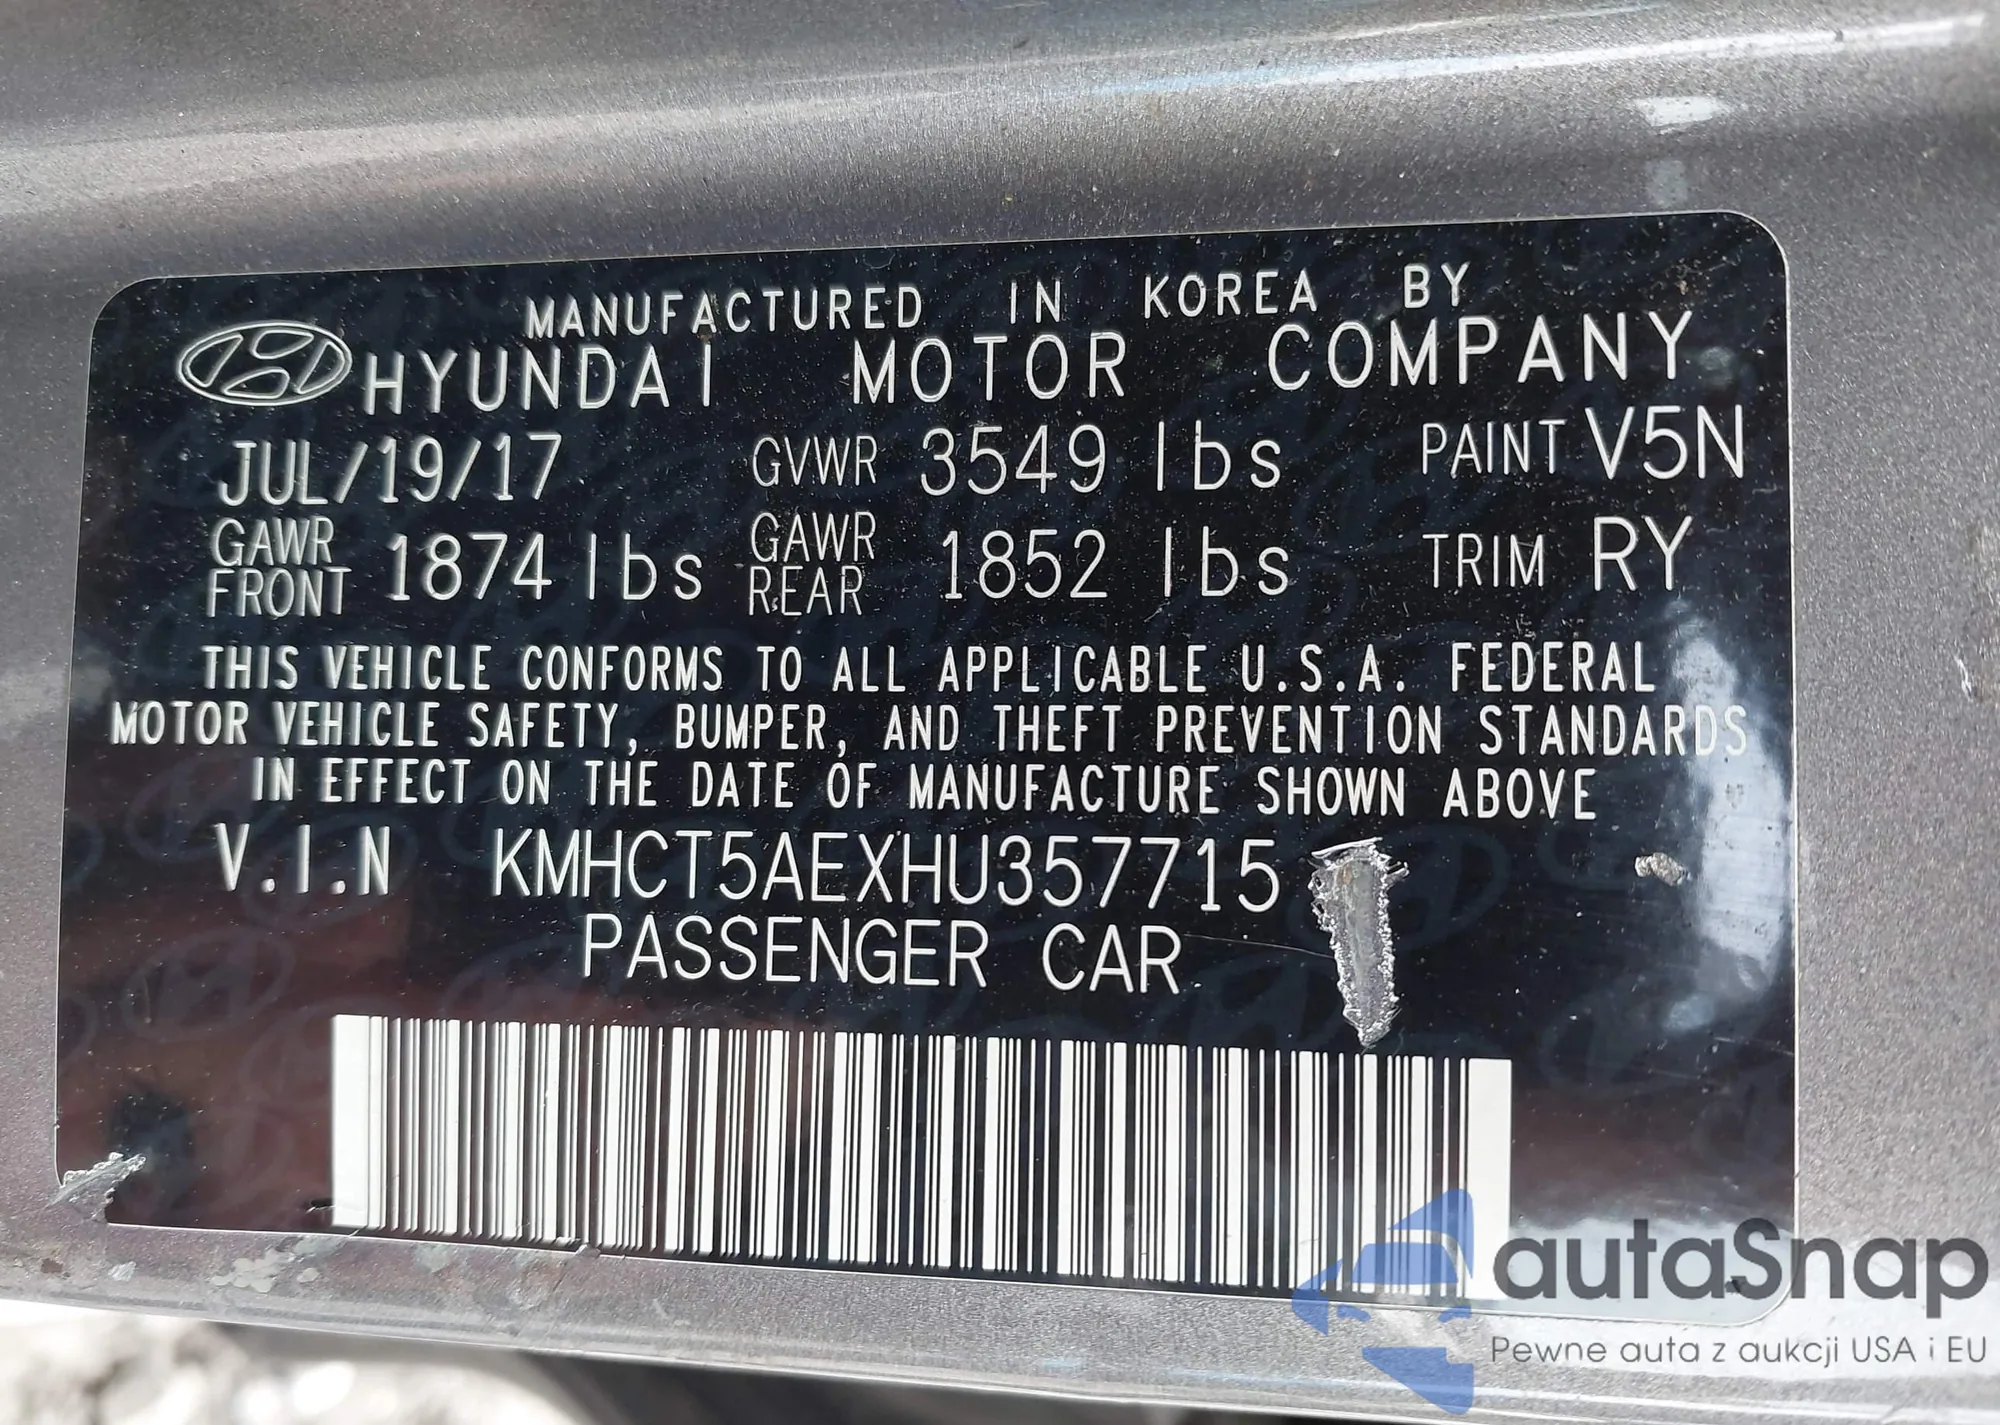 MANUFACTURED IN KOREA BY
HYUNDAI MOTOR COMPANY
JUL/19/17 GVWR 3549 lbs PAINT V5N
GAWR FRONT 1874 lbs GAWR REAR 1852 lbs TRIM RY
THIS VEHICLE CONFORMS TO ALL APPLICABLE U.S.A. FEDERAL
MOTOR VEHICLE SAFETY, BUMPER, AND THEFT PREVENTION STANDARDS
IN EFFECT ON THE DATE OF MANUFACTURE SHOWN ABOVE
V.I.N KMHCT5AEXHU357715
PASSENGER CAR
autaSnap
Pewne auta z aukcji USA i EU